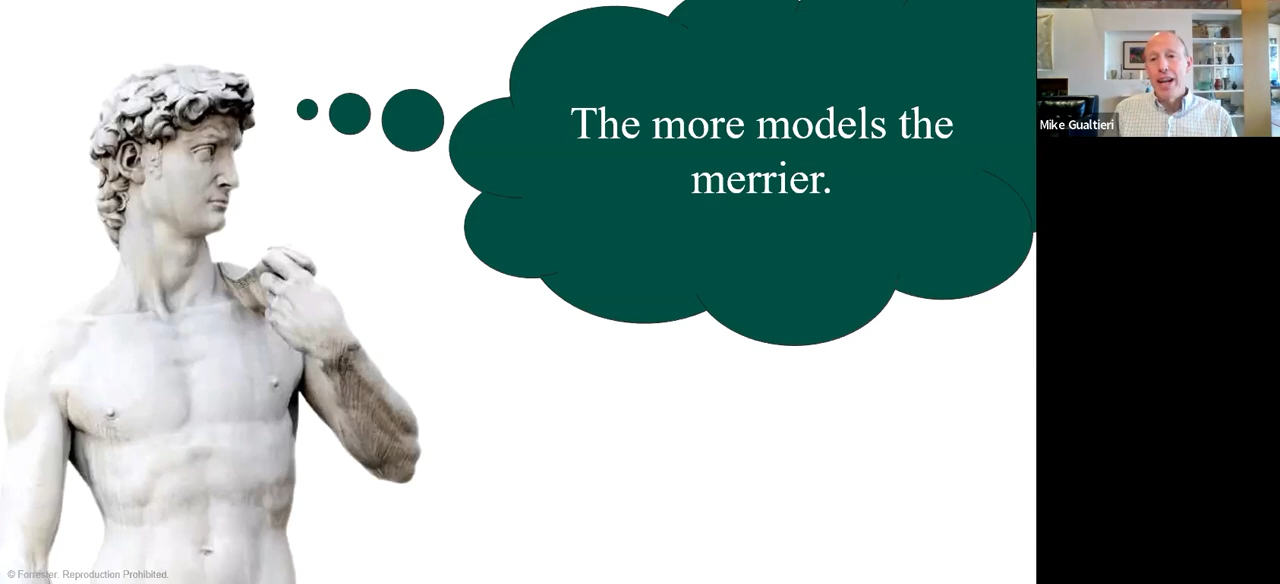 The more models the
merrier.
Mike Gualtieri
© Forrester. Reproduction Prohibited.